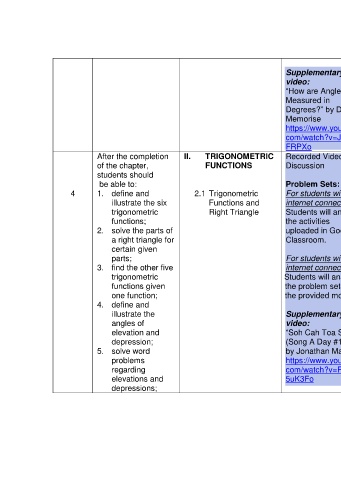 Supplementary
video:
"How are Angle
Measured in
Degrees?" by D
Memorise
https://www.you
com/watch?v=J
FRPXo
4
After the completion
of the chapter,
students should
be able to:
1. define and
illustrate the six
trigonometric
functions;
2. solve the parts of
a right triangle for
certain given
parts;
3. find the other five
trigonometric
functions given
one function;
4. define and
illustrate the
angles of
elevation and
depression;
5. solve word
problems
regarding
elevations and
depressions;
II. TRIGONOMETRIC
FUNCTIONS
2.1 Trigonometric
Functions and
Right Triangle
Recorded Video
Discussion
Problem Sets:
For students wi
internet connec
Students will an
the activities
uploaded in Goo
Classroom.
For students wi
internet connec
Students will an
the problem set
the provided mo
Supplementary
video:
"Soh Cah Toa S
(Song A Day #1
by Jonathan Ma
https://www.you
com/watch?v=F
5uK3Fo